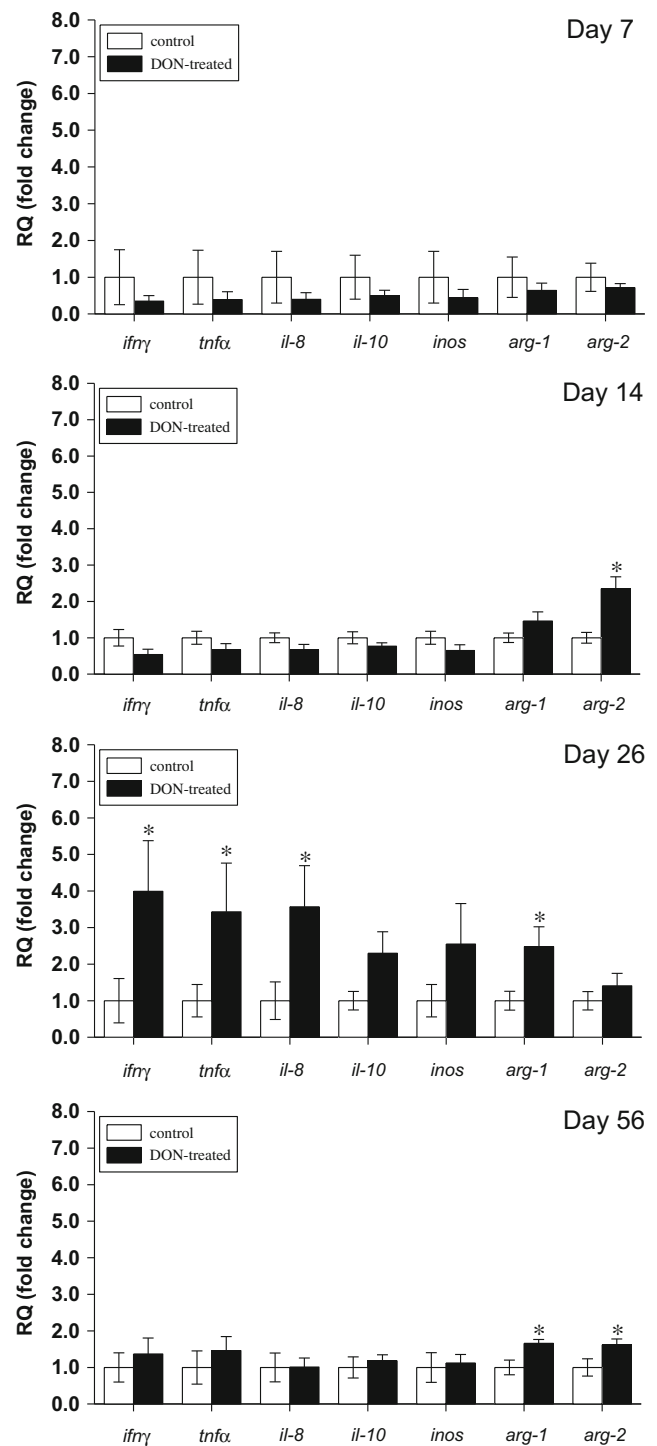 Day 7
control
DON-treated
RQ (fold change)
8.0
7.0
6.0
5.0
4.0
3.0
2.0
1.0
0.0
ifnγ tnfα il-8 il-10 inos arg-1 arg-2
Day 14
control
DON-treated
RQ (fold change)
8.0
7.0
6.0
5.0
4.0
3.0
2.0
1.0
0.0
*
ifnγ tnfα il-8 il-10 inos arg-1 arg-2
Day 26
control
DON-treated
RQ (fold change)
8.0
7.0
6.0
5.0
4.0
3.0
2.0
1.0
0.0
* * * *
ifnγ tnfα il-8 il-10 inos arg-1 arg-2
Day 56
control
DON-treated
RQ (fold change)
8.0
7.0
6.0
5.0
4.0
3.0
2.0
1.0
0.0
* *
ifnγ tnfα il-8 il-10 inos arg-1 arg-2